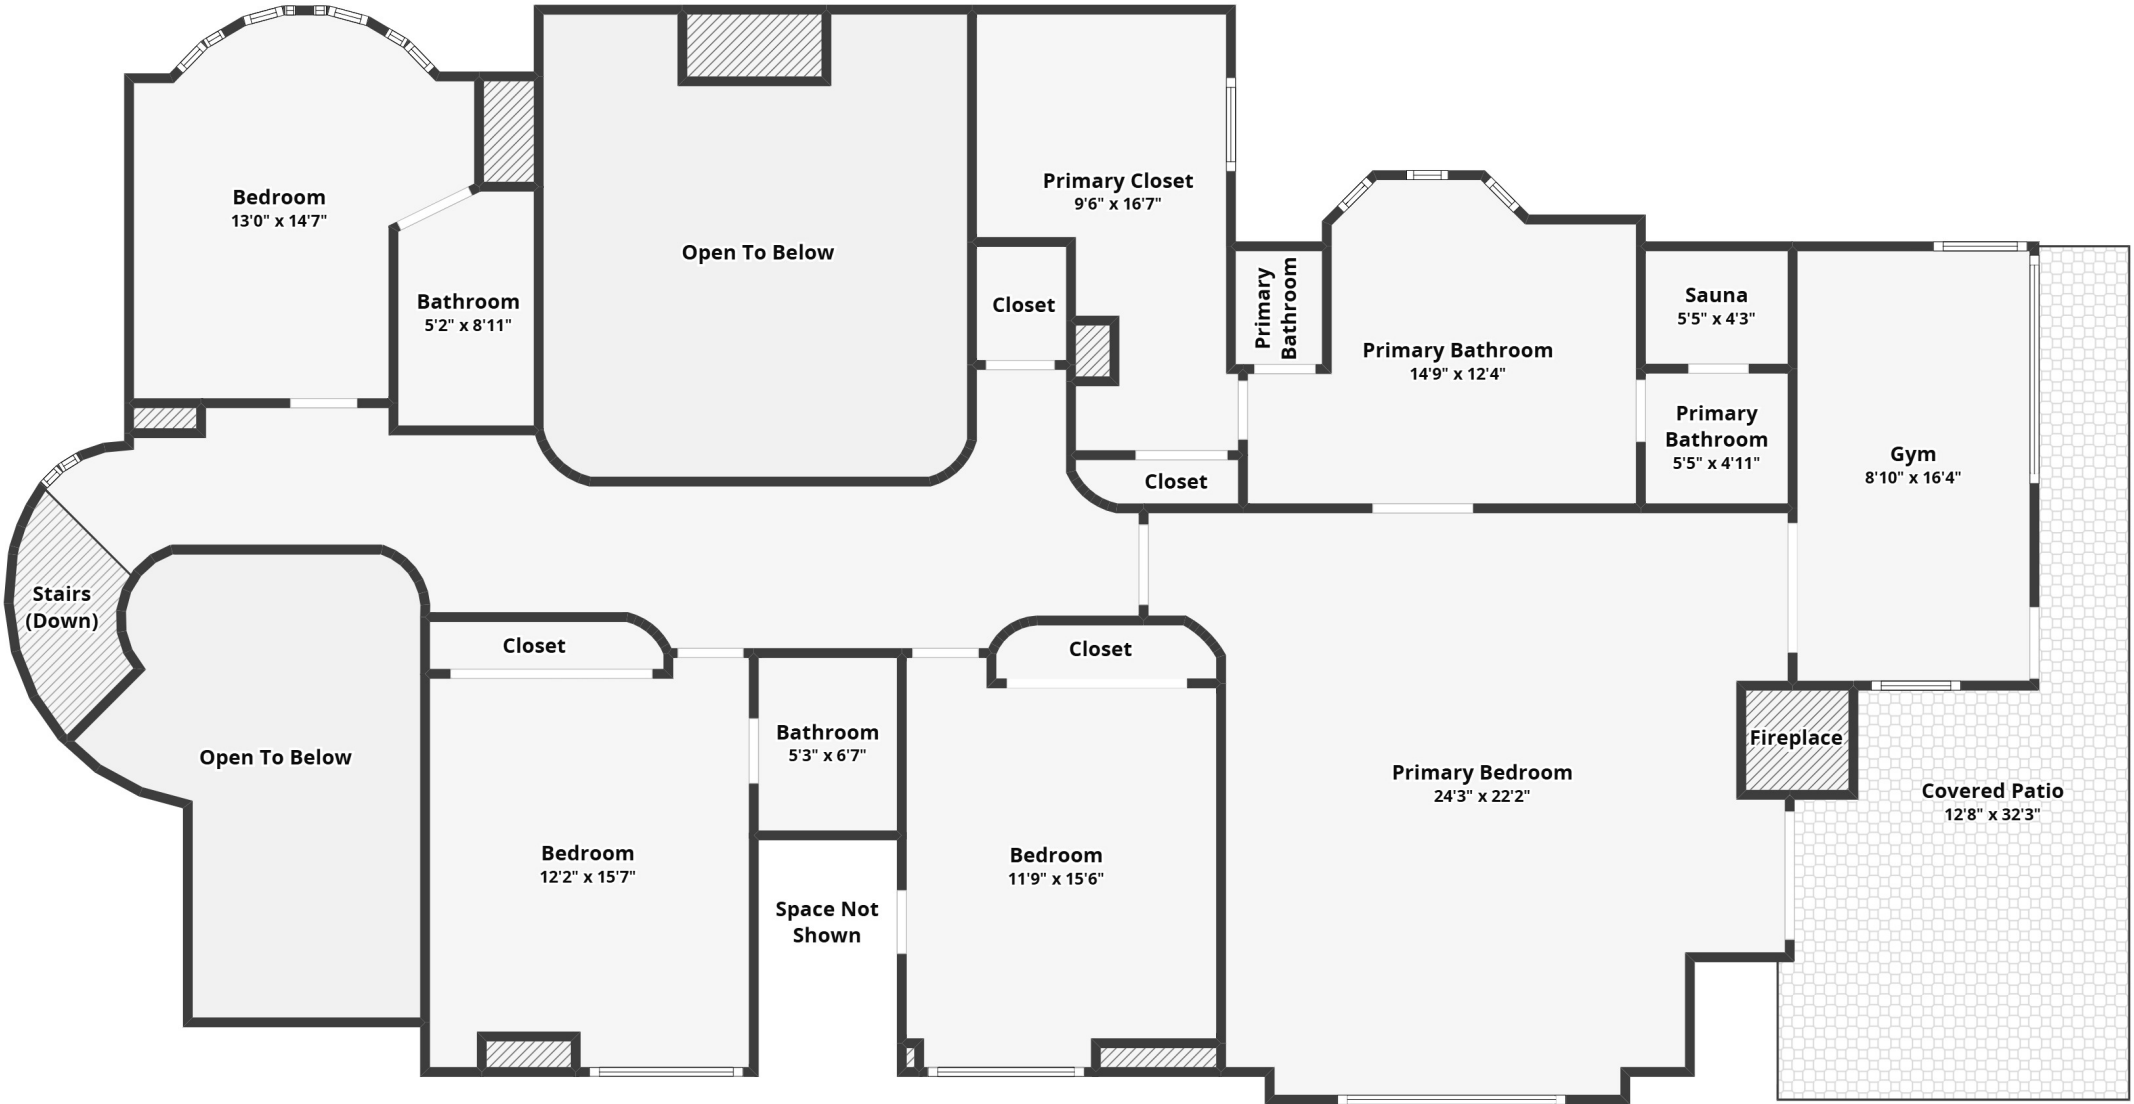 Bedroom
13'0" x 14'7"
Bathroom
5'2" x 8'11"
Open To Below
Primary Closet
9'6" x 16'7"
Closet
Primary
Bathroom
Primary Bathroom
14'9" x 12'4"
Sauna
5'5" x 4'3"
Primary
Bathroom
5'5" x 4'11"
Gym
8'10" x 16'4"
Closet
Stairs
(Down)
Closet
Closet
Open To Below
Bathroom
5'3" x 6'7"
Fireplace
Primary Bedroom
24'3" x 22'2"
Covered Patio
12'8" x 32'3"
Bedroom
12'2" x 15'7"
Bedroom
11'9" x 15'6"
Space Not
Shown